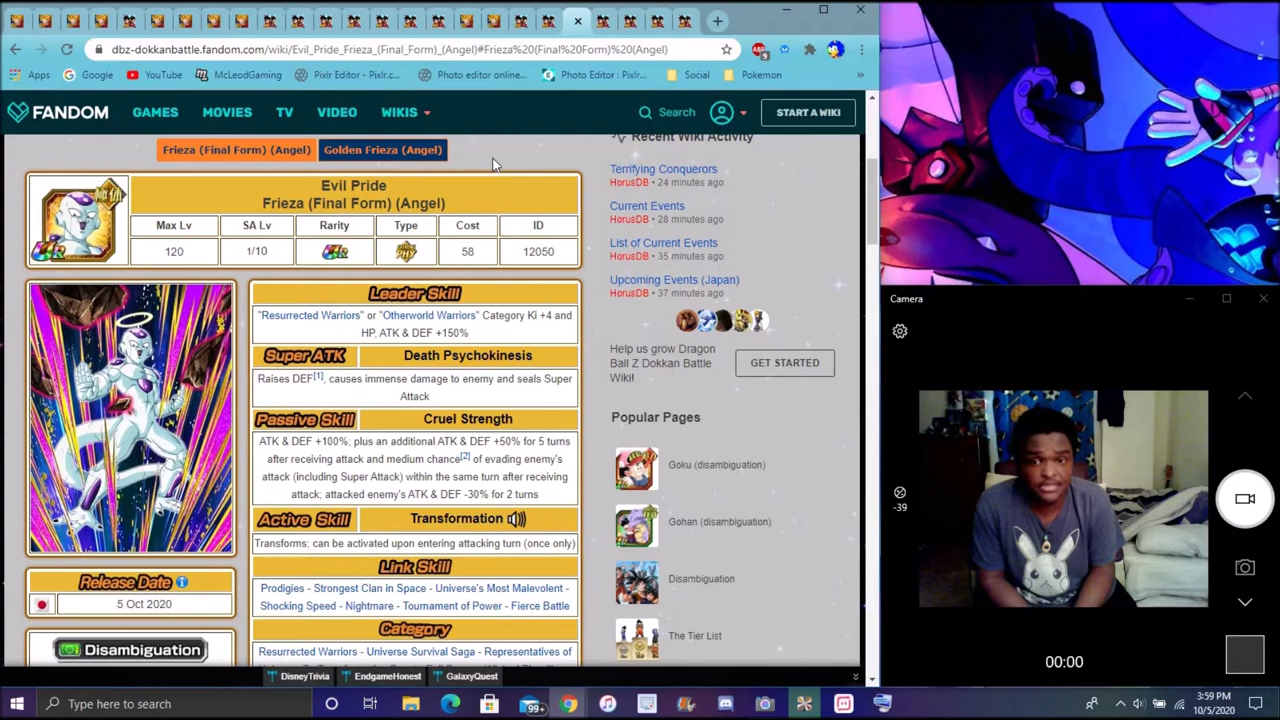 dbz-dokkanbattle.fandom.com/wiki/Evil_Pride_Frieza_(Final_Form)_(Angel)#Frieza%20(Final%20Form)%20(Angel)
ABP
9
Apps
Google
YouTube
McLeodGaming
Pixlr Editor - Pixlr.c...
Photo editor online...
Photo Editor : Pixlr...
Social
Pokemon
»
FANDOM
GAMES
MOVIES
TV
VIDEO
WIKIS
Search
START A WIKI
Frieza (Final Form) (Angel)
Golden Frieza (Angel)
Evil Pride
Frieza (Final Form) (Angel)
Max Lv
SA Lv
Rarity
Type
Cost
ID
120
1/10
UR
PHY
58
12050
Leader Skill
"Resurrected Warriors" or "Otherworld Warriors" Category Ki +4 and
HP, ATK & DEF +150%
Super ATK
Death Psychokinesis
Raises DEF[1], causes immense damage to enemy and seals Super
Attack
Passive Skill
Cruel Strength
ATK & DEF +100%; plus an additional ATK & DEF +50% for 5 turns
after receiving attack and medium chance[2] of evading enemy's
attack (including Super Attack) within the same turn after receiving
attack; attacked enemy's ATK & DEF -30% for 2 turns
Active Skill
Transformation
Transforms; can be activated upon entering attacking turn (once only)
Link Skill
Prodigies - Strongest Clan in Space - Universe's Most Malevolent -
Shocking Speed - Nightmare - Tournament of Power - Fierce Battle
Category
Resurrected Warriors - Universe Survival Saga - Representatives of
Release Date
5 Oct 2020
Disambiguation
Recent Wiki Activity
Terrifying Conquerors
HorusDB • 24 minutes ago
Current Events
HorusDB • 28 minutes ago
List of Current Events
HorusDB • 35 minutes ago
Upcoming Events (Japan)
HorusDB • 37 minutes ago
Help us grow Dragon
Ball Z Dokkan Battle
Wiki!
GET STARTED
Popular Pages
Goku (disambiguation)
Gohan (disambiguation)
Disambiguation
The Tier List
DisneyTrivia
EndgameHonest
GalaxyQuest
Camera
-39
00:00
Type here to search
99+
3:59 PM
10/5/2020